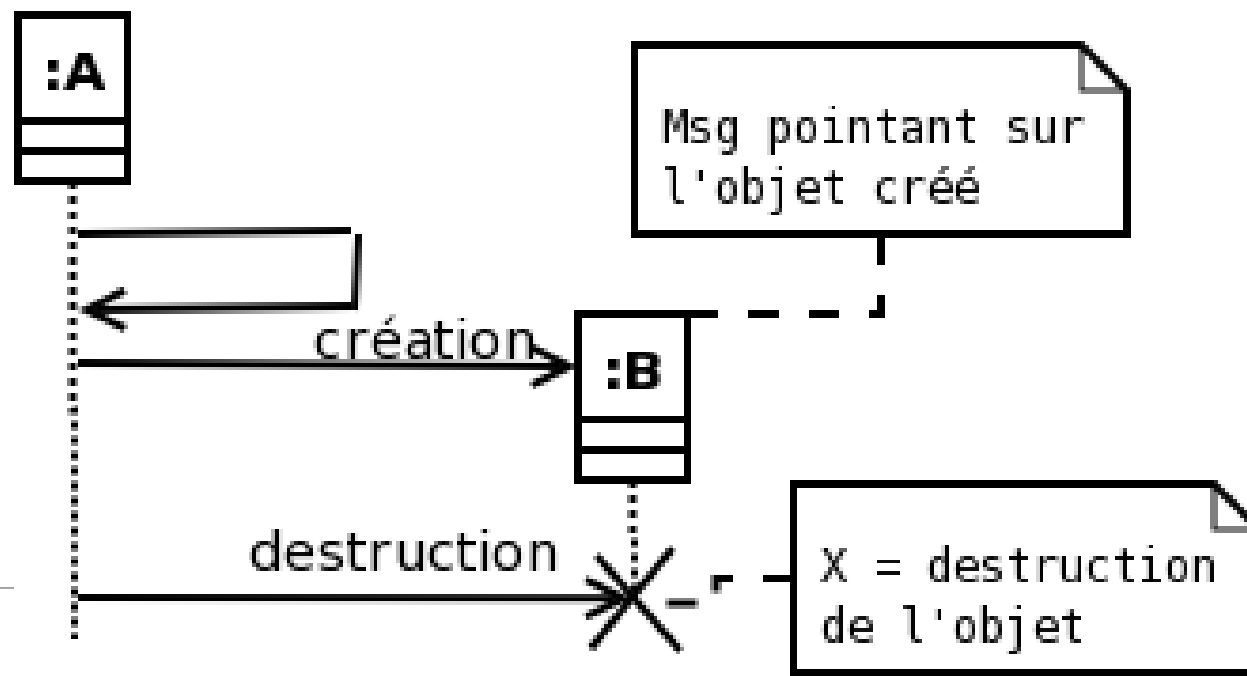 :A
Msg pointant sur
l'objet créé
création
:B
destruction
X = destruction
de l'objet